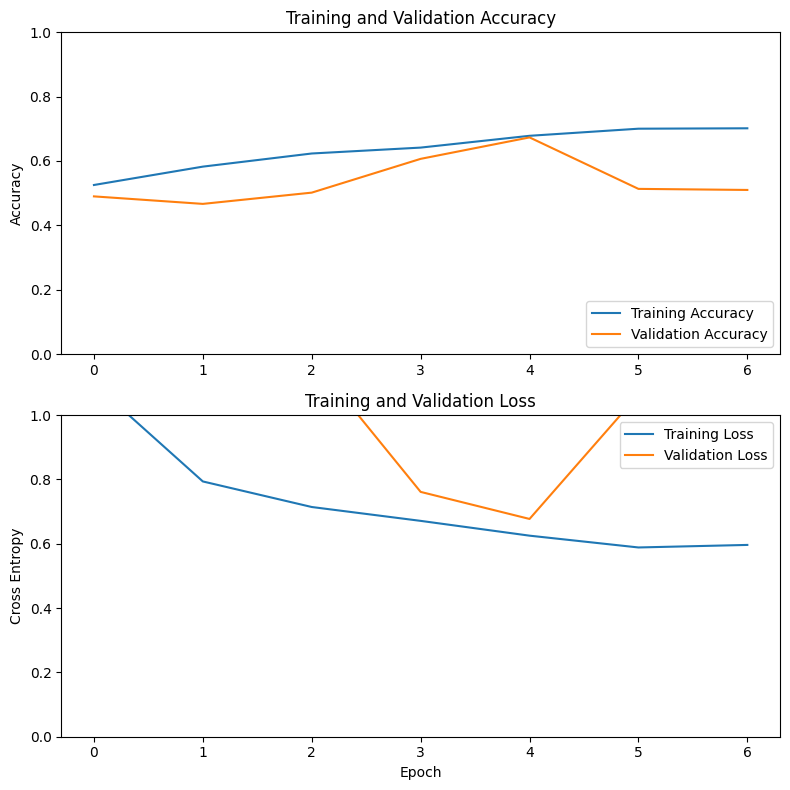 Training and Validation Accuracy
1.0
0.8
0.6
0.4
0.2
0.0
Accuracy
Training Accuracy
Validation Accuracy
0 1 2 3 4 5 6
Training and Validation Loss
1.0
0.8
0.6
0.4
0.2
0.0
Cross Entropy
Training Loss
Validation Loss
0 1 2 3 4 5 6
Epoch